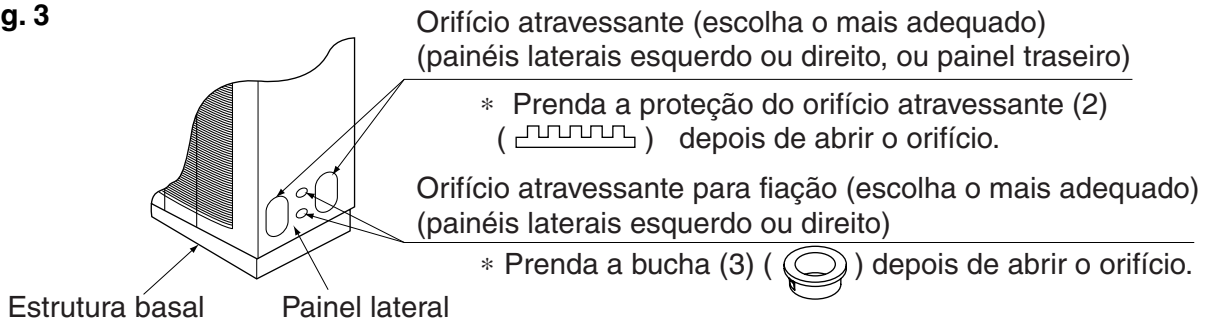 g. 3
Orifício atravessante (escolha o mais adequado)
(painéis laterais esquerdo ou direito, ou painel traseiro)
* Prenda a proteção do orifício atravessante (2)
( ) depois de abrir o orifício.
Orifício atravessante para fiação (escolha o mais adequado)
(painéis laterais esquerdo ou direito)
* Prenda a bucha (3) ( ) depois de abrir o orifício.
Estrutura basal Painel lateral